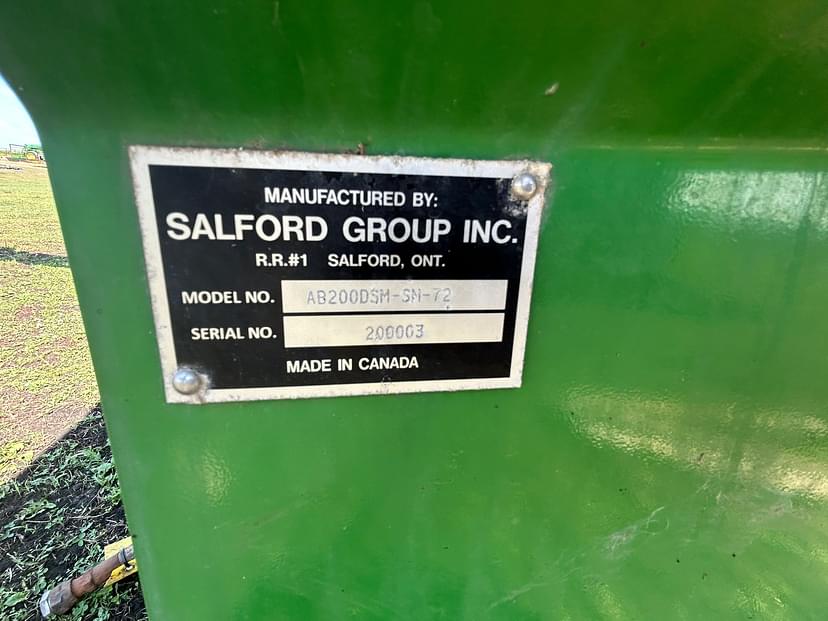 MANUFACTURED BY:
SALFORD GROUP INC.
R.R.#1 SALFORD, ONT.
MODEL NO. AB200DSM-SN-72
SERIAL NO. 200003
MADE IN CANADA